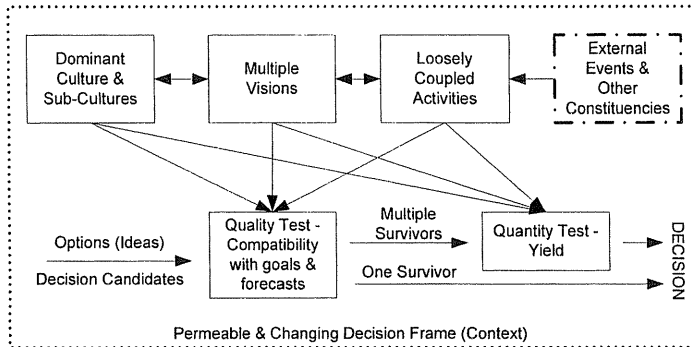 Dominant
Culture &
Sub-Cultures
Multiple
Visions
Loosely
Coupled
Activities
External
Events &
Other
Constituencies
Options (Ideas)
Decision Candidates
Quality Test -
Compatibility
with goals &
forecasts
Multiple
Survivors
One Survivor
Quantity Test -
Yield
DECISION
Permeable & Changing Decision Frame (Context)